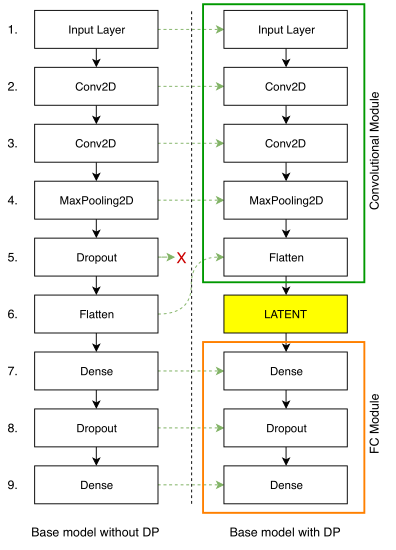 1. Input Layer Input Layer
2. Conv2D Conv2D
3. Conv2D Conv2D
4. MaxPooling2D MaxPooling2D
5. Dropout X Flatten
6. Flatten LATENT
7. Dense Dense
8. Dropout Dropout
9. Dense Dense
Convolutional Module
FC Module
Base model without DP Base model with DP